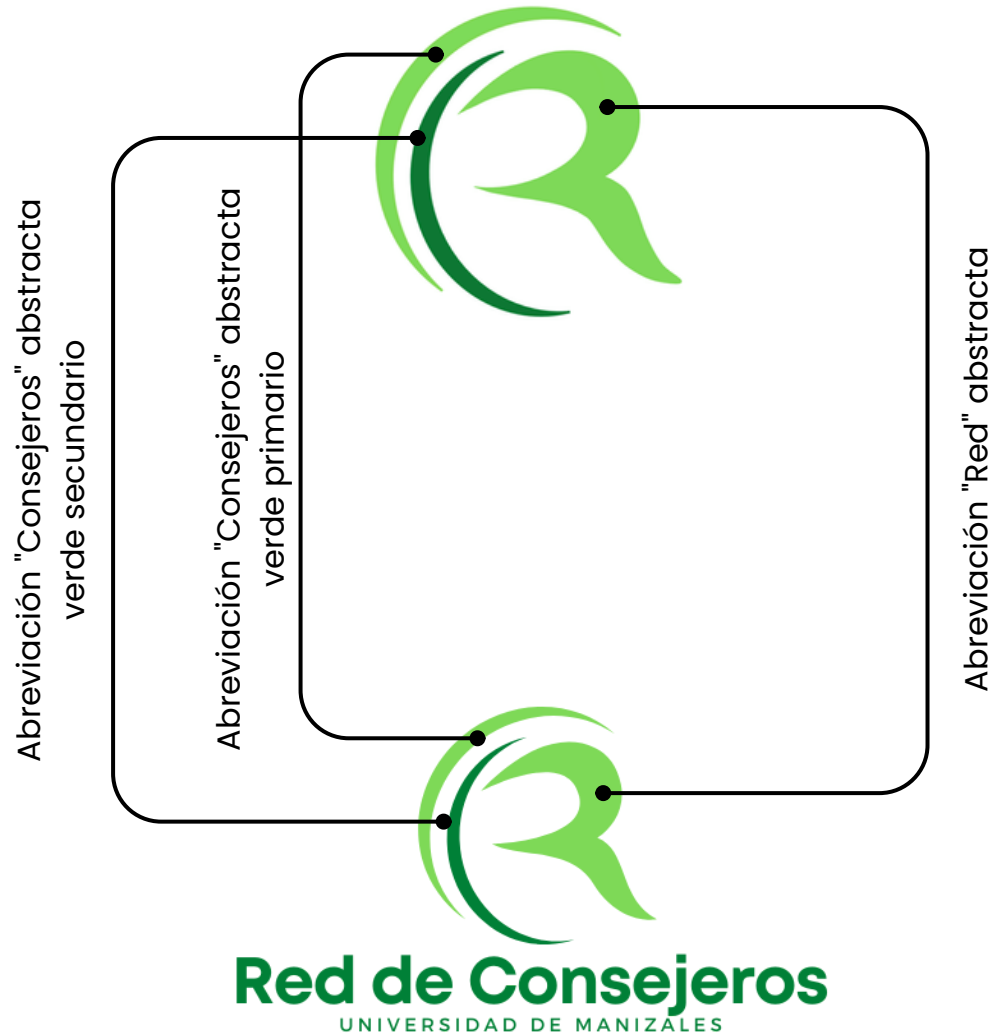 Abreviación "Consejeros" abstracta
verde secundario
Abreviación "Consejeros" abstracta
verde primario
Abreviación "Red" abstracta
Red de Consejeros
UNIVERSIDAD DE MANIZALES